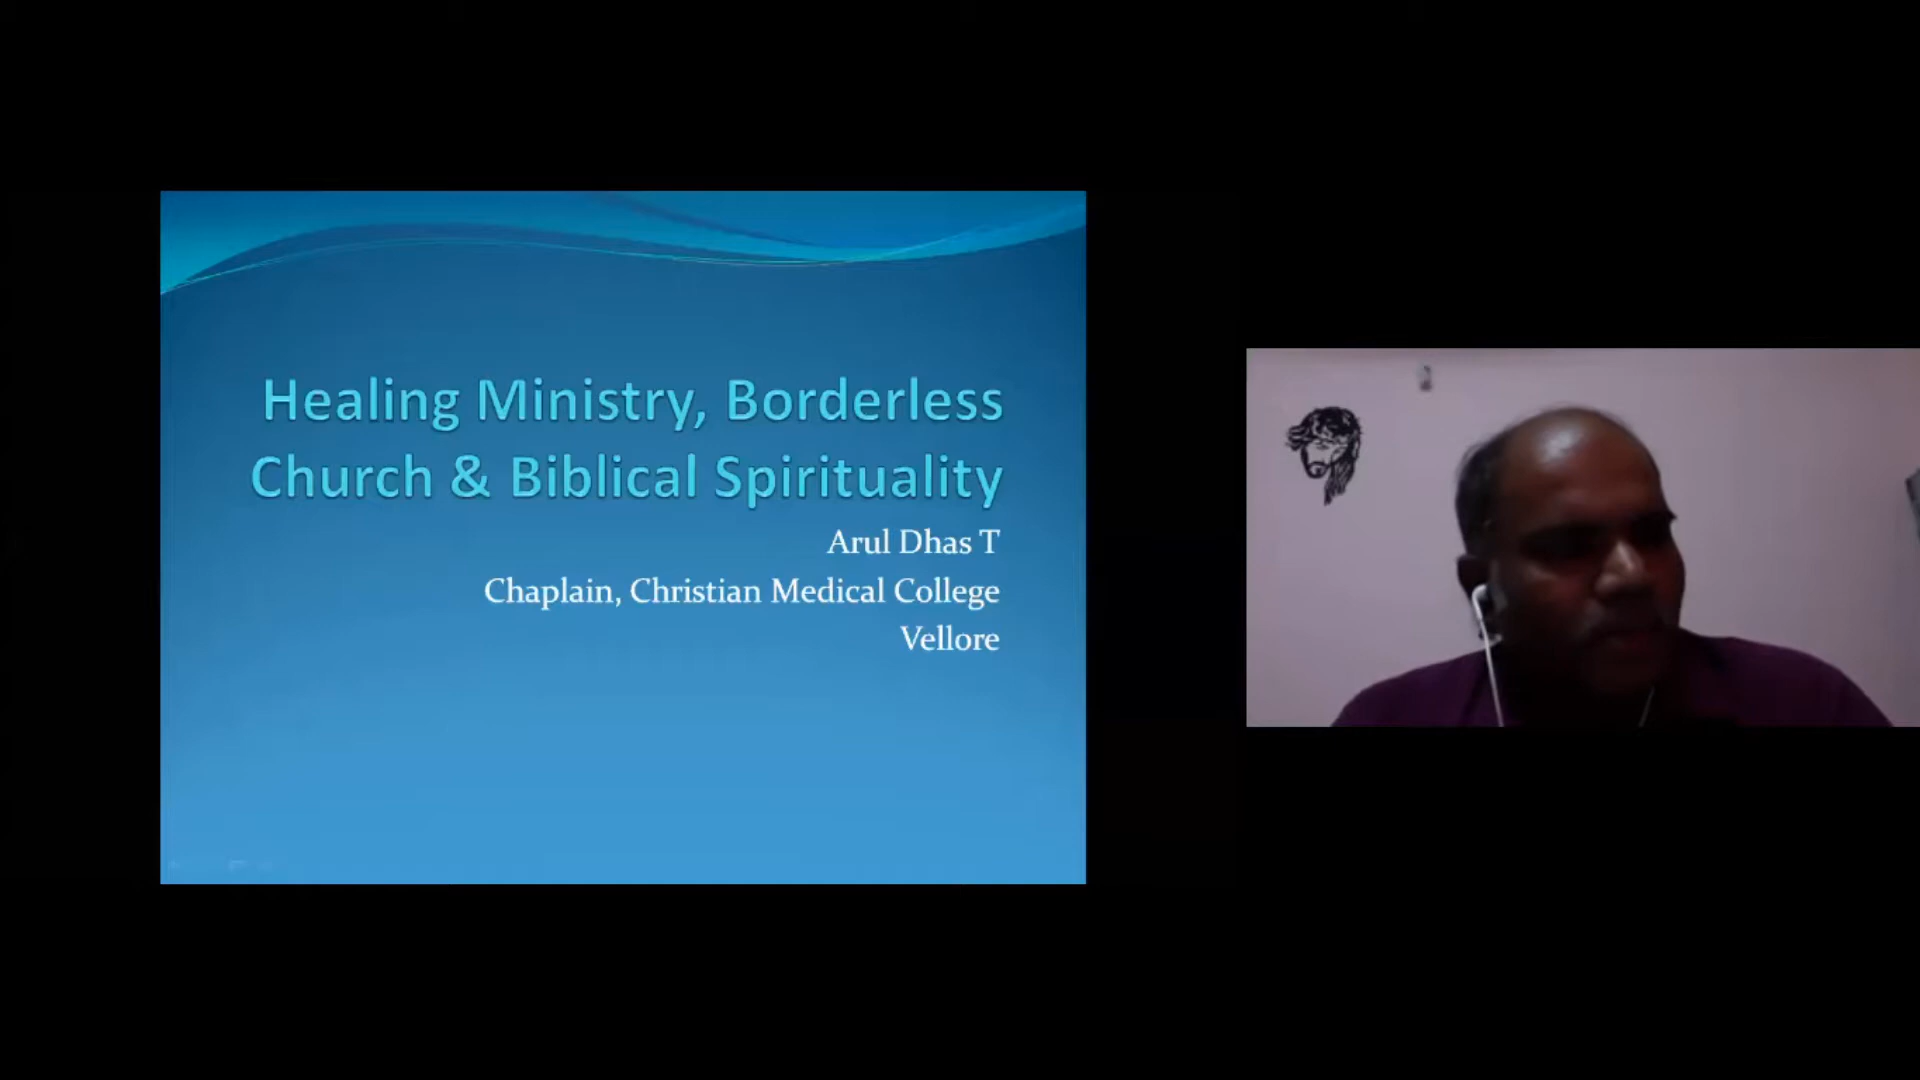 Healing Ministry, Borderless
Church & Biblical Spirituality
Arul Dhas T
Chaplain, Christian Medical College
Vellore